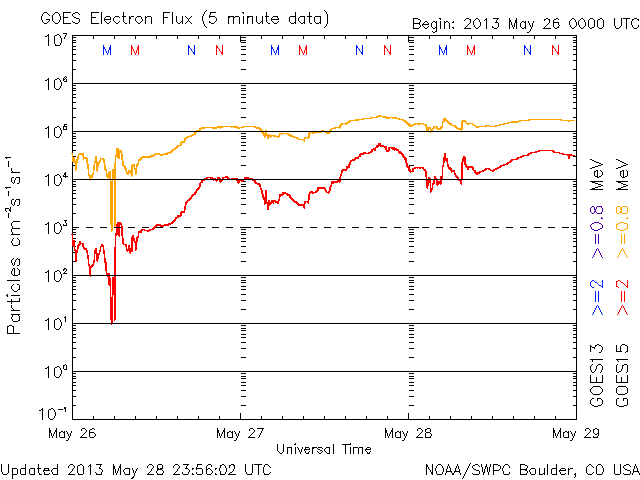 GOES Electron Flux (5 minute data)
Begin: 2013 May 26 0000 UTC
10⁷
M M N N M M N N M M N N
10⁶
10⁵
10⁴
10³
10²
10¹
10⁰
10⁻¹
Particles cm⁻²s⁻¹sr⁻¹
May 26 May 27 May 28 May 29
Universal Time
GOES13 >=2 >=0.8 MeV
GOES15 >=2 >=0.8 MeV
Updated 2013 May 28 23:56:02 UTC
NOAA/SWPC Boulder, CO USA